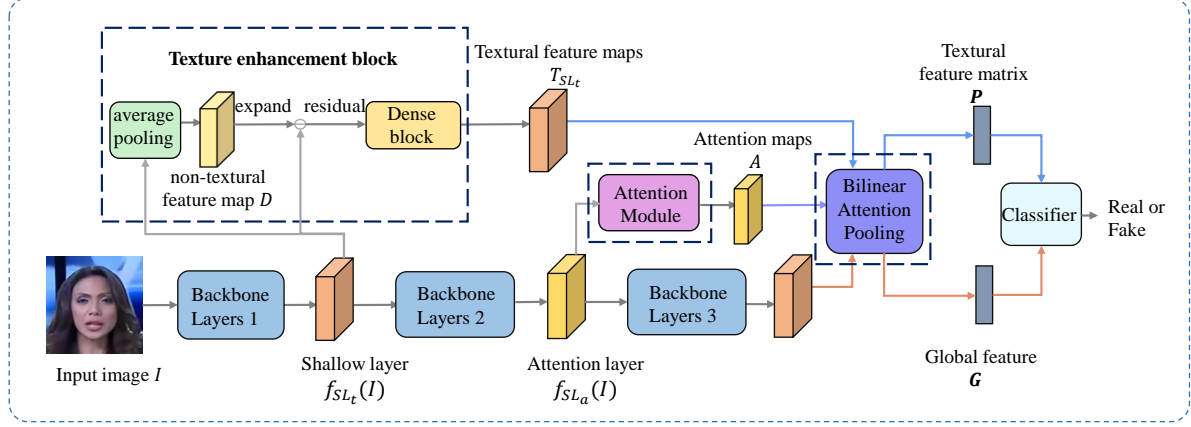 Texture enhancement block
average
pooling
expand
residual
Dense
block
non-textural
feature map D
Textural feature maps
T_{SL_t}
Attention maps
A
Attention
Module
Bilinear
Attention
Pooling
Textural
feature matrix
P
Classifier
Real or
Fake
Backbone
Layers 1
Backbone
Layers 2
Backbone
Layers 3
Input image I
Shallow layer
f_{SL_t}(I)
Attention layer
f_{SL_a}(I)
Global feature
G